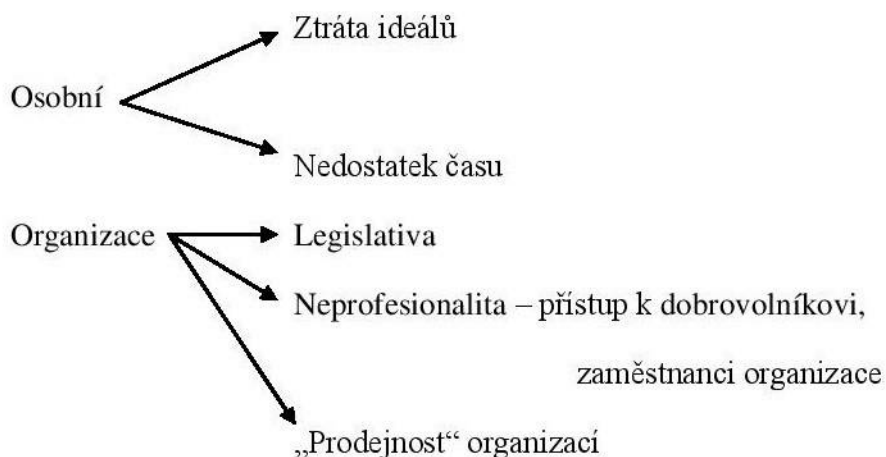 Ztráta ideálů
Osobní
Nedostatek času
Organizace
Legislativa
Neprofesionalita – přístup k dobrovolníkovi,
zaměstnanci organizace
„Prodejnost“ organizací